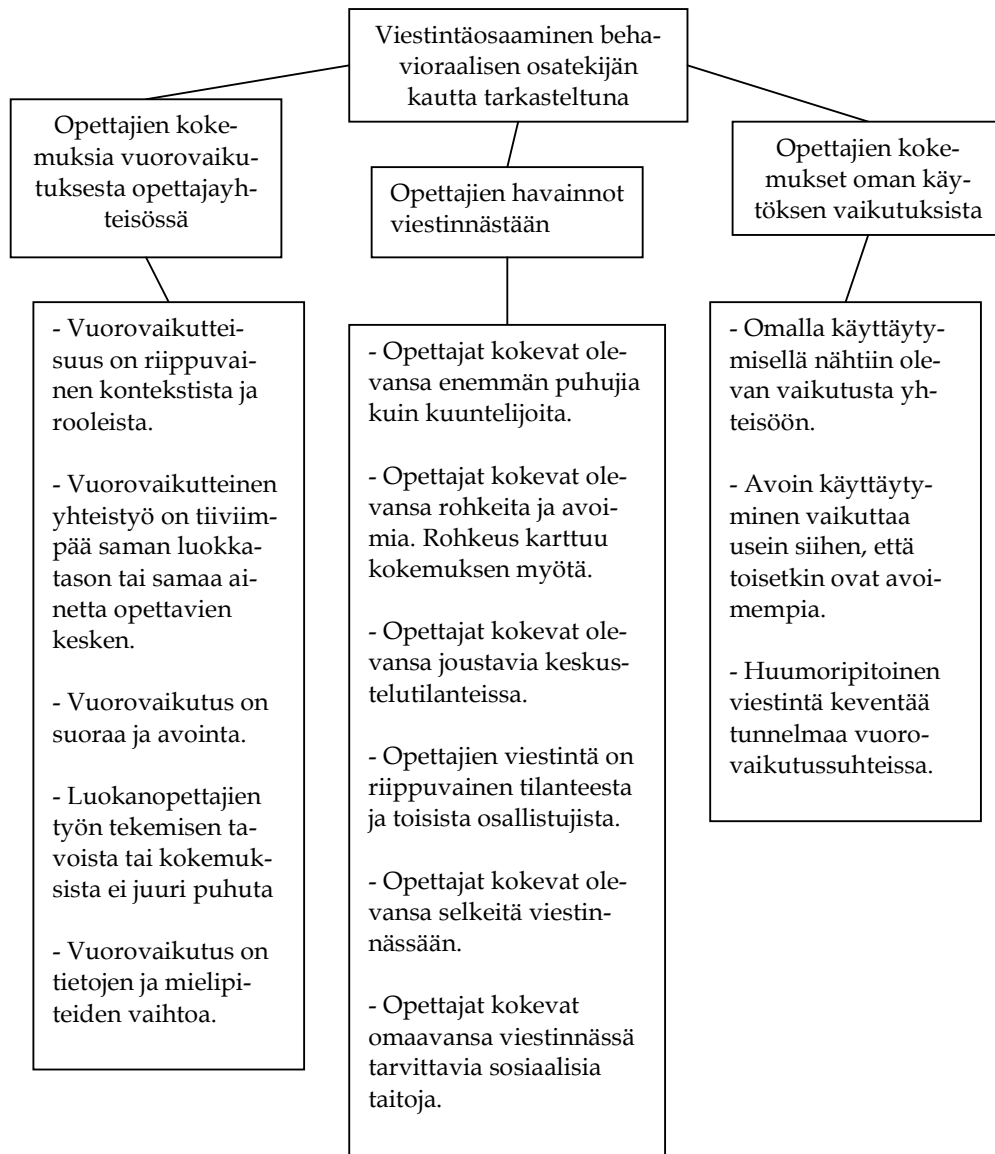 Viestintäosaaminen beha-
vioraalisen osatekijän
kautta tarkasteltuna
Opettajien koke-
muksia vuorovaiku-
tuksesta opettajayh-
teisössä
Opettajien havainnot
viestinnästään
Opettajien koke-
mukset oman käy-
töksen vaikutuksista
- Vuorovaikuttei-
suus on riippuvai-
nen kontekstista ja
rooleista.
- Vuorovaikutteinen
yhteistyö on tiiviim-
pää saman luokka-
tason tai samaa ai-
netta opettavien
kesken.
- Vuorovaikutus on
suoraa ja avointa.
- Luokanopettajien
työn tekemisen ta-
voista tai kokemuk-
sista ei juuri puhuta
- Vuorovaikutus on
tietojen ja mielipi-
teiden vaihtoa.
- Opettajat kokevat ole-
vansa enemmän puhujia
kuin kuuntelijoita.
- Opettajat kokevat ole-
vansa rohkeita ja avoi-
mia. Rohkeus karttuu
kokemuksen myötä.
- Opettajat kokevat ole-
vansa joustavia keskus-
telutilanteissa.
- Opettajien viestintä on
riippuvainen tilanteesta
ja toisista osallistujista.
- Opettajat kokevat ole-
vansa selkeitä viestin-
nässään.
- Opettajat kokevat
omaavansa viestinnässä
tarvittavia sosiaalisia
taitoja.
- Omalla käyttäyty-
misellä nähtiin ole-
van vaikutusta yh-
teisöön.
- Avoin käyttäyty-
minen vaikuttaa
usein siihen, että
toisetkin ovat avoi-
mempia.
- Huumoripitoinen
viestintä keventää
tunnelmaa vuoro-
vaikutussuhteissa.